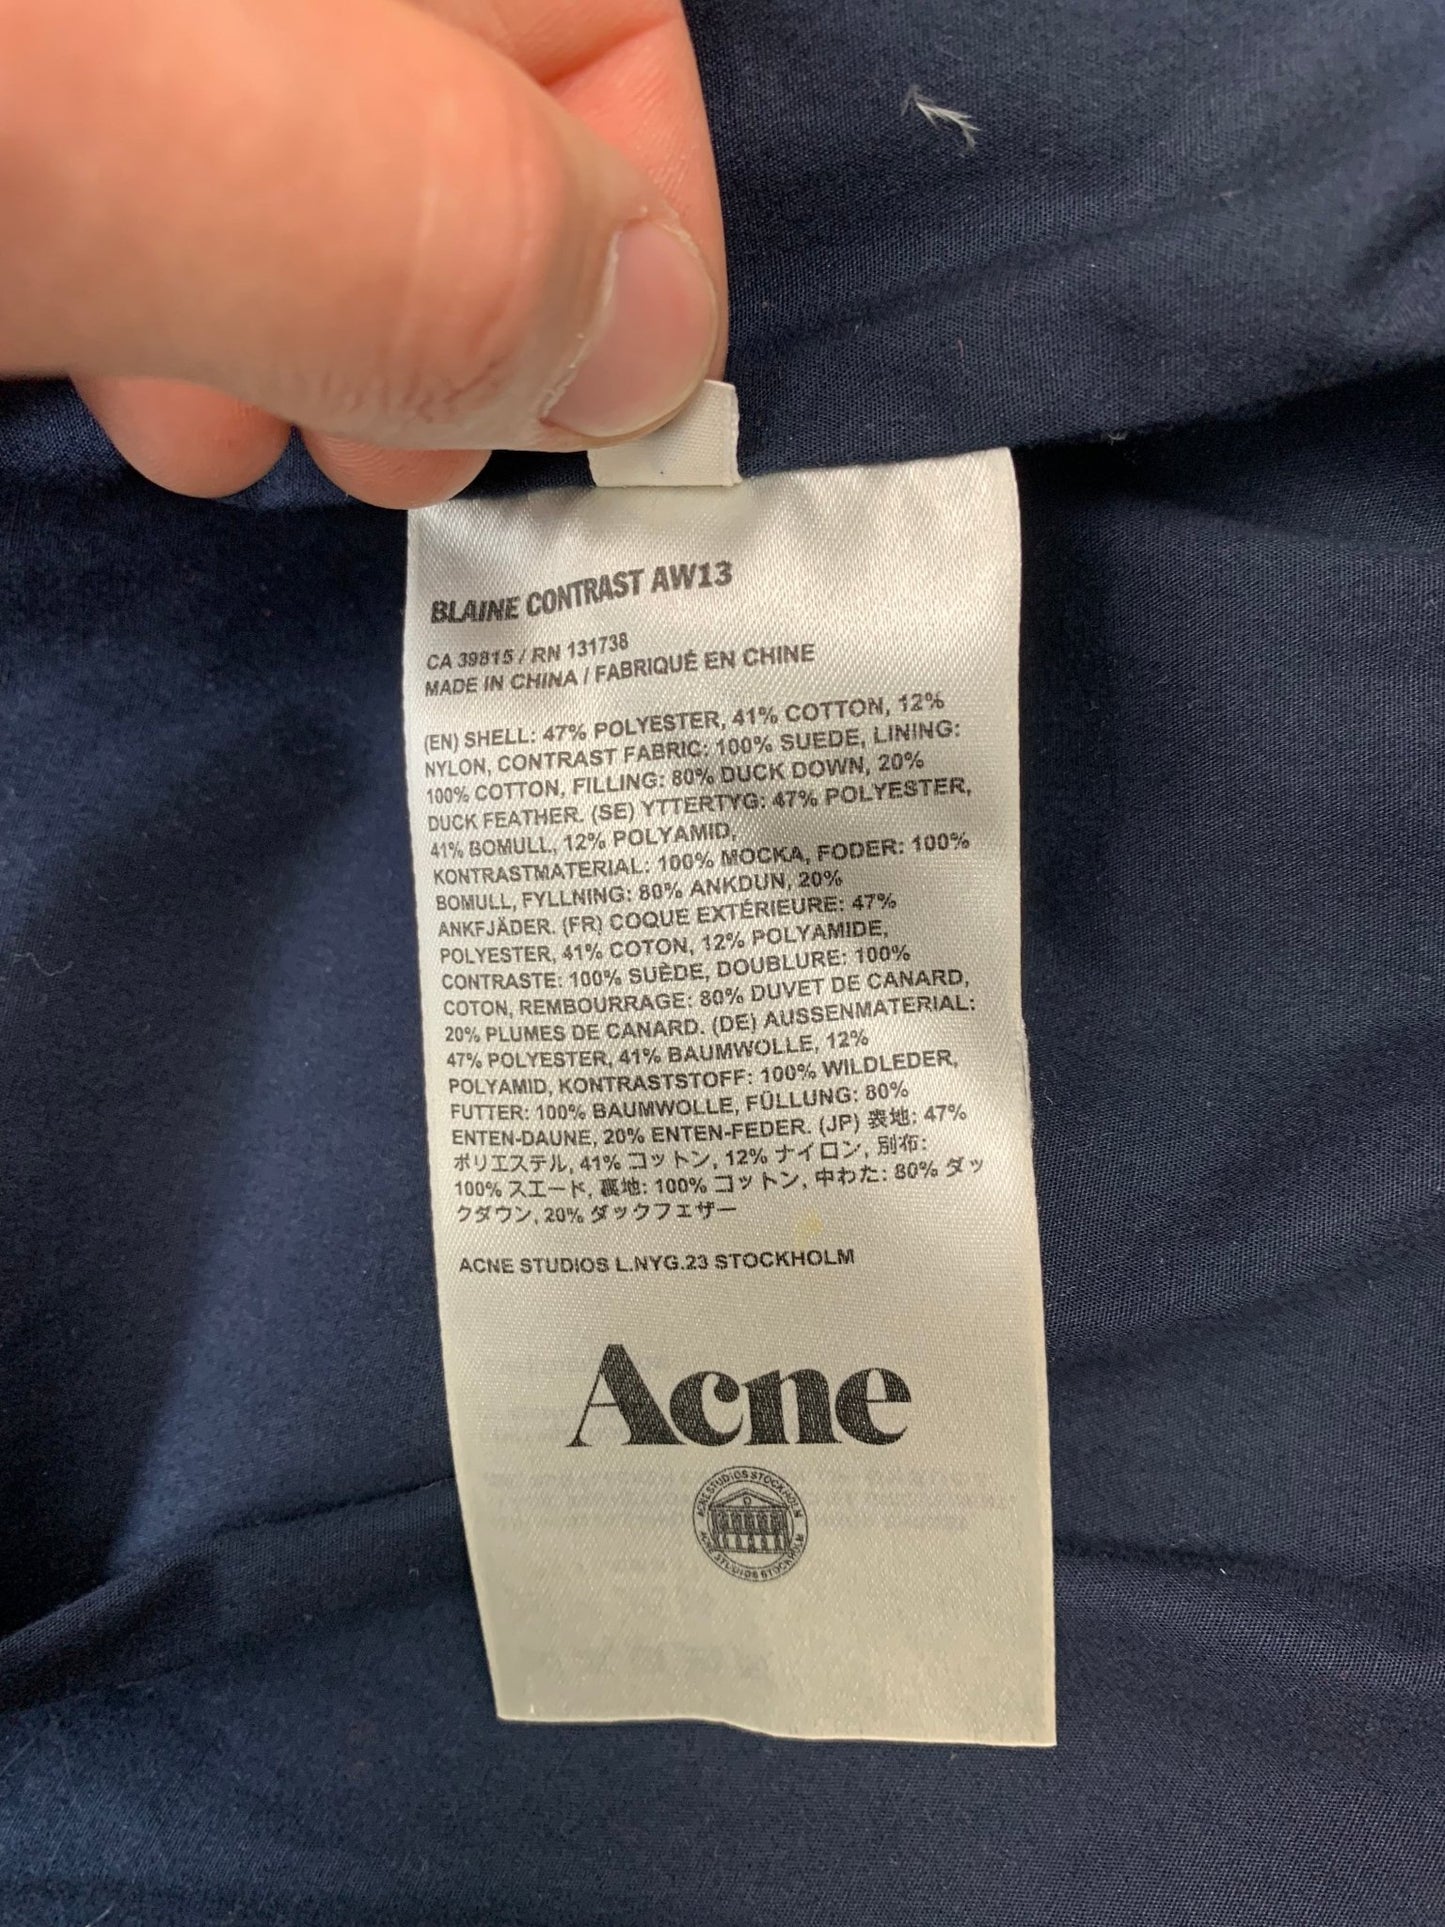 BLAINE CONTRAST AW13
CA 39815 / RN 131738
MADE IN CHINA / FABRIQUÉ EN CHINE
(EN) SHELL: 47% POLYESTER, 41% COTTON, 12%
NYLON, CONTRAST FABRIC: 100% SUEDE, LINING:
100% COTTON, FILLING: 80% DUCK DOWN, 20%
DUCK FEATHER. (SE) YTTERTYG: 47% POLYESTER,
41% BOMULL, 12% POLYAMID,
KONTRASTMATERIAL: 100% MOCKA, FODER: 100%
BOMULL, FYLLNING: 80% ANKDUN, 20%
ANKFJÄDER. (FR) COQUE EXTÉRIEURE: 47%
POLYESTER, 41% COTON, 12% POLYAMIDE,
CONTRASTE: 100% SUÈDE, DOUBLURE: 100%
COTON, REMBOURRAGE: 80% DUVET DE CANARD,
20% PLUMES DE CANARD. (DE) AUSSENMATERIAL:
47% POLYESTER, 41% BAUMWOLLE, 12%
POLYAMID, KONTRASTSTOFF: 100% WILDLEDER,
FUTTER: 100% BAUMWOLLE, FÜLLUNG: 80%
ENTEN-DAUNE, 20% ENTEN-FEDER. (JP) 表地: 47%
ポリエステル, 41% コットン, 12% ナイロン, 別布:
100% スエード, 裏地: 100% コットン, 中わた: 80% ダッ
クダウン, 20% ダックフェザー
ACNE STUDIOS L.NYG.23 STOCKHOLM
Acne
ACNE STUDIOS STOCKHOLM
ACNE STUDIOS STOCKHOLM